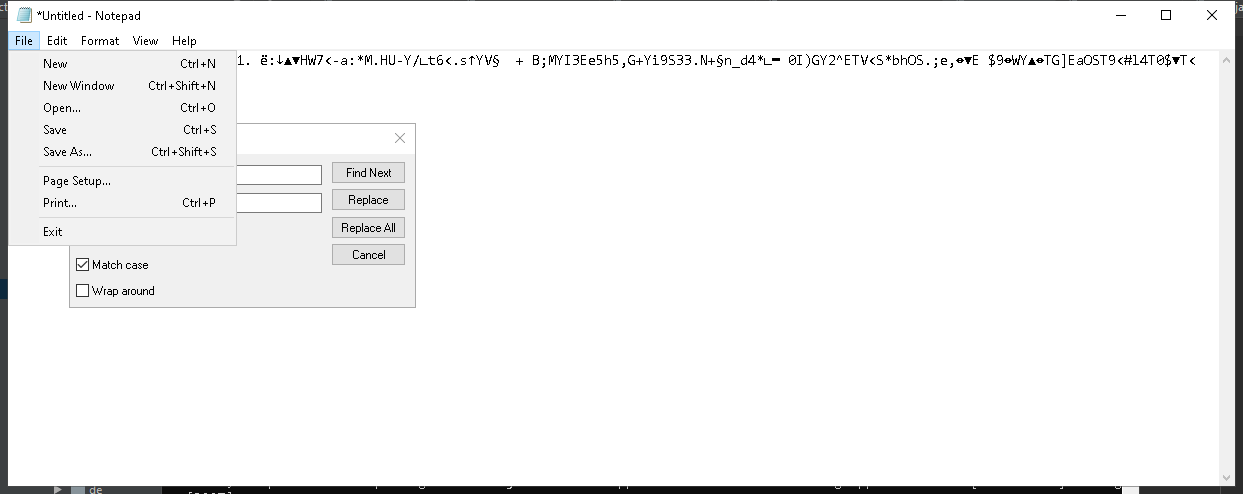 *Untitled - Notepad
File Edit Format View Help
1. ë:↓▲▼HW7<-a:*M.HU-Y/∟t6<.s↑YV§  + B;MYI3Ee5h5,G+Yi9S33.N+§n_d4*∟▬ 0I)GY2^ETV<S*bhOS.;e,↔▼E $9↔WY▲↔TG]EaOST9<#l4T0$▼T<
New Ctrl+N
New Window Ctrl+Shift+N
Open... Ctrl+O
Save Ctrl+S
Save As... Ctrl+Shift+S
Page Setup...
Print... Ctrl+P
Exit
Find Next
Replace
Replace All
Cancel
Match case
Wrap around
de